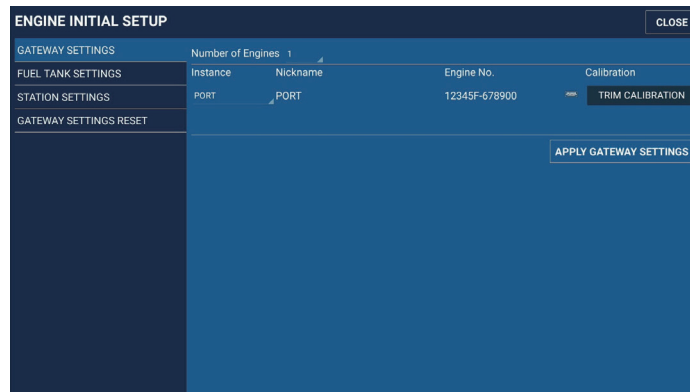 ENGINE INITIAL SETUP CLOSE
GATEWAY SETTINGS
FUEL TANK SETTINGS
STATION SETTINGS
GATEWAY SETTINGS RESET
Number of Engines 1
Instance Nickname Engine No. Calibration
PORT PORT 12345F-678900 TRIM CALIBRATION
APPLY GATEWAY SETTINGS